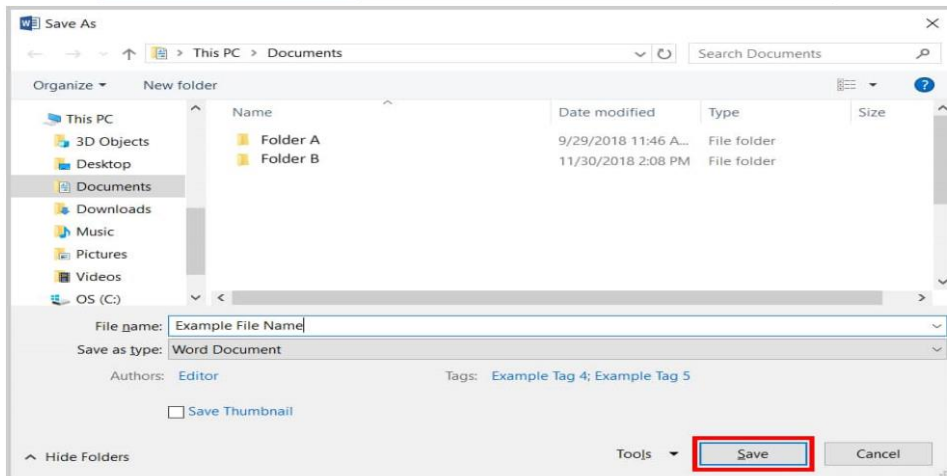 Save As
This PC > Documents
Search Documents
Organize
New folder
Name
Date modified
Type
Size
This PC
3D Objects
Desktop
Documents
Downloads
Music
Pictures
Videos
OS (C:)
Folder A 9/29/2018 11:46 A... File folder
Folder B 11/30/2018 2:08 PM File folder
File name: Example File Name
Save as type: Word Document
Authors: Editor
Tags: Example Tag 4; Example Tag 5
Save Thumbnail
Hide Folders
Tools
Save
Cancel